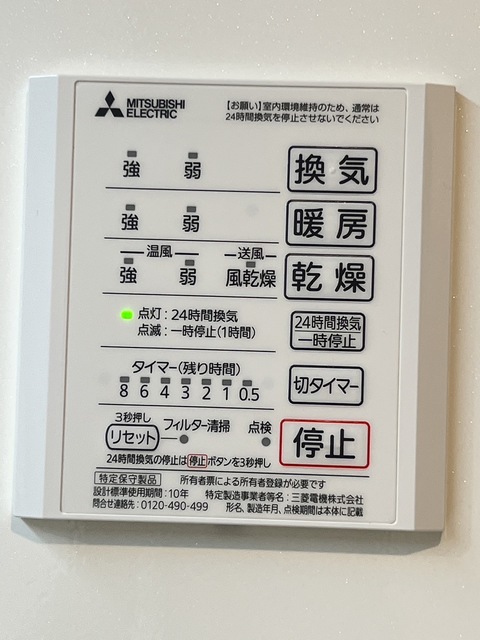 MITSUBISHI
ELECTRIC
【お願い】室内環境維持のため、通常は
24時間換気を停止させないでください
強 弱 換気
強 弱 暖房
温風 送風
強 弱 風乾燥 乾燥
点灯:24時間換気
点滅:一時停止(1時間)
24時間換気
一時停止
タイマー(残り時間)
8 6 4 3 2 1 0.5
切タイマー
3秒押し
リセット フィルター清掃 点検
停止
24時間換気の停止は停止ボタンを3秒押し
特定保守製品 所有者票による所有者登録が必要です
設計標準使用期間:10年 特定製造事業者等名:三菱電機株式会社
問合せ連絡先:0120-490-499 形名、製造年月、点検期間は本体に記載